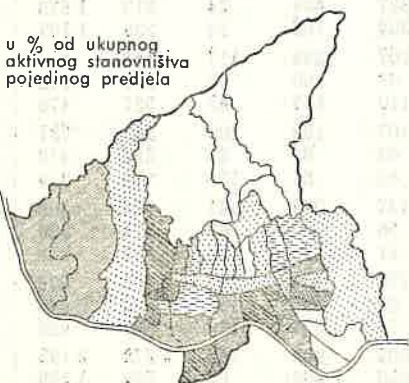 u % od ukupnog
aktivnog stanovništva
pojedinog predjela